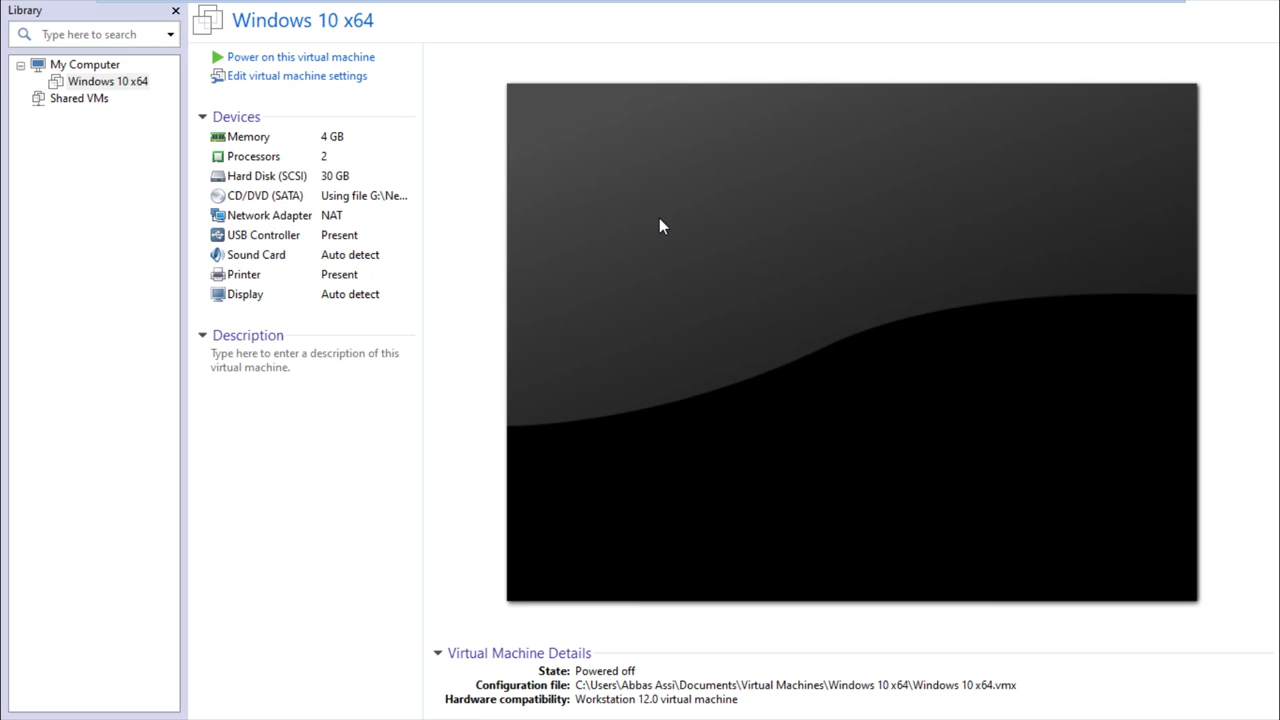 Library
Type here to search
My Computer
Windows 10 x64
Shared VMs
Windows 10 x64
Power on this virtual machine
Edit virtual machine settings
Devices
Memory 4 GB
Processors 2
Hard Disk (SCSI) 30 GB
CD/DVD (SATA) Using file G:\Ne...
Network Adapter NAT
USB Controller Present
Sound Card Auto detect
Printer Present
Display Auto detect
Description
Type here to enter a description of this
virtual machine.
Virtual Machine Details
State: Powered off
Configuration file: C:\Users\Abbas Assi\Documents\Virtual Machines\Windows 10 x64\Windows 10 x64.vmx
Hardware compatibility: Workstation 12.0 virtual machine